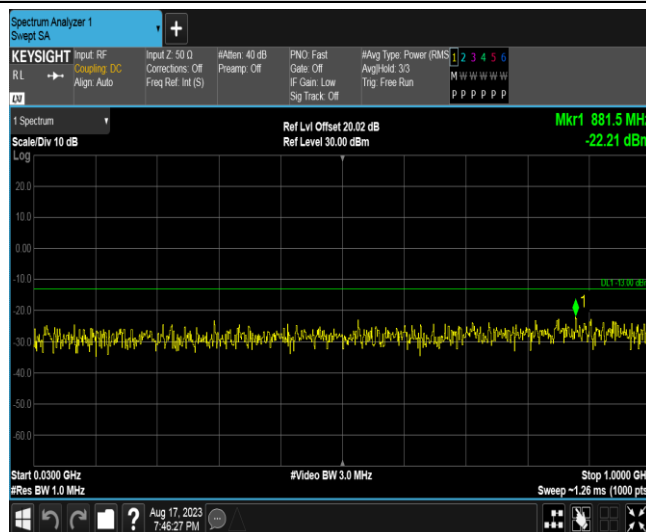 Spectrum Analyzer 1
Swept SA
+
KEYSIGHT Input: RF Input Z: 50 Ω #Atten: 40 dB PNO: Fast #Avg Type: Power (RMS 1 2 3 4 5 6
RL Coupling: DC Corrections: Off Preamp: Off Gate: Off Avg|Hold: 3/3 M W W W W W
Align: Auto Freq Ref: Int (S) IF Gain: Low Trig: Free Run
Sig Track: Off P P P P P P
LXI
1 Spectrum Ref Lvl Offset 20.02 dB Mkr1 881.5 MHz
Scale/Div 10 dB Ref Level 30.00 dBm -22.21 dBm
Log
20.0
10.0
0.00
-10.0
DL1 -13.00 dBm
1
-20.0
-30.0
-40.0
-50.0
-60.0
Start 0.0300 GHz #Video BW 3.0 MHz Stop 1.0000 GH
#Res BW 1.0 MHz Sweep ~1.26 ms (1000 pts
? Aug 17, 2023
7:46:27 PM